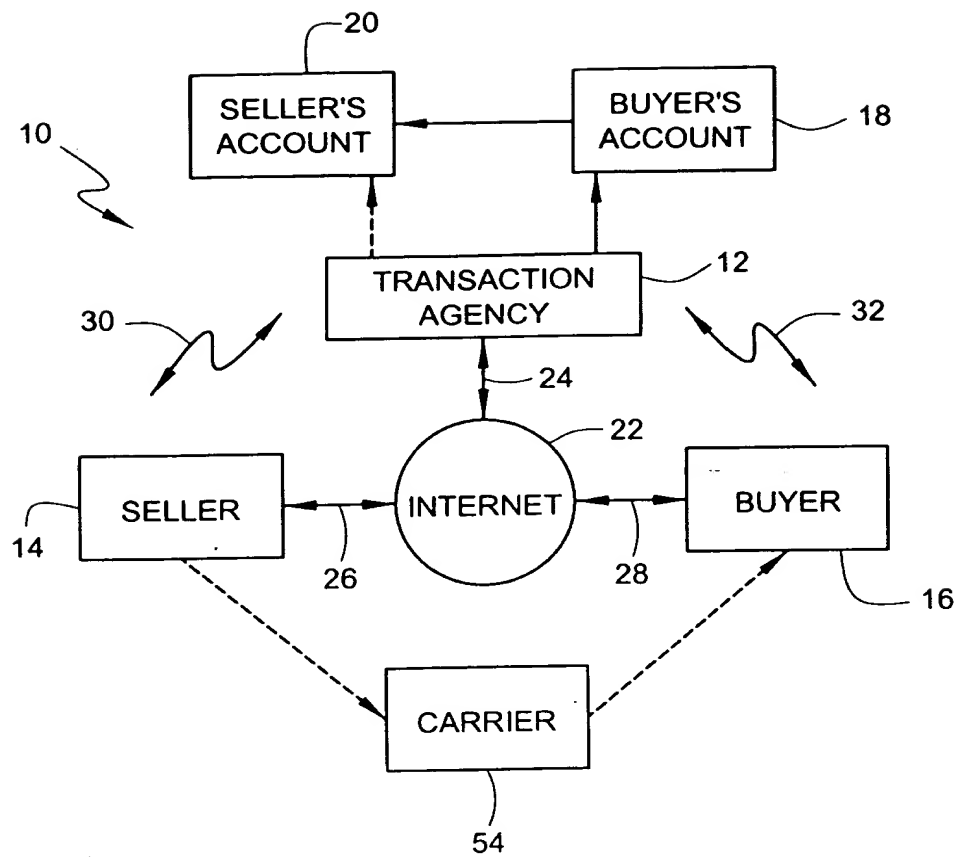 20
SELLER'S
ACCOUNT
BUYER'S
ACCOUNT
18
10
TRANSACTION
AGENCY
12
30
32
24
22
SELLER
INTERNET
BUYER
14
26
28
16
CARRIER
54